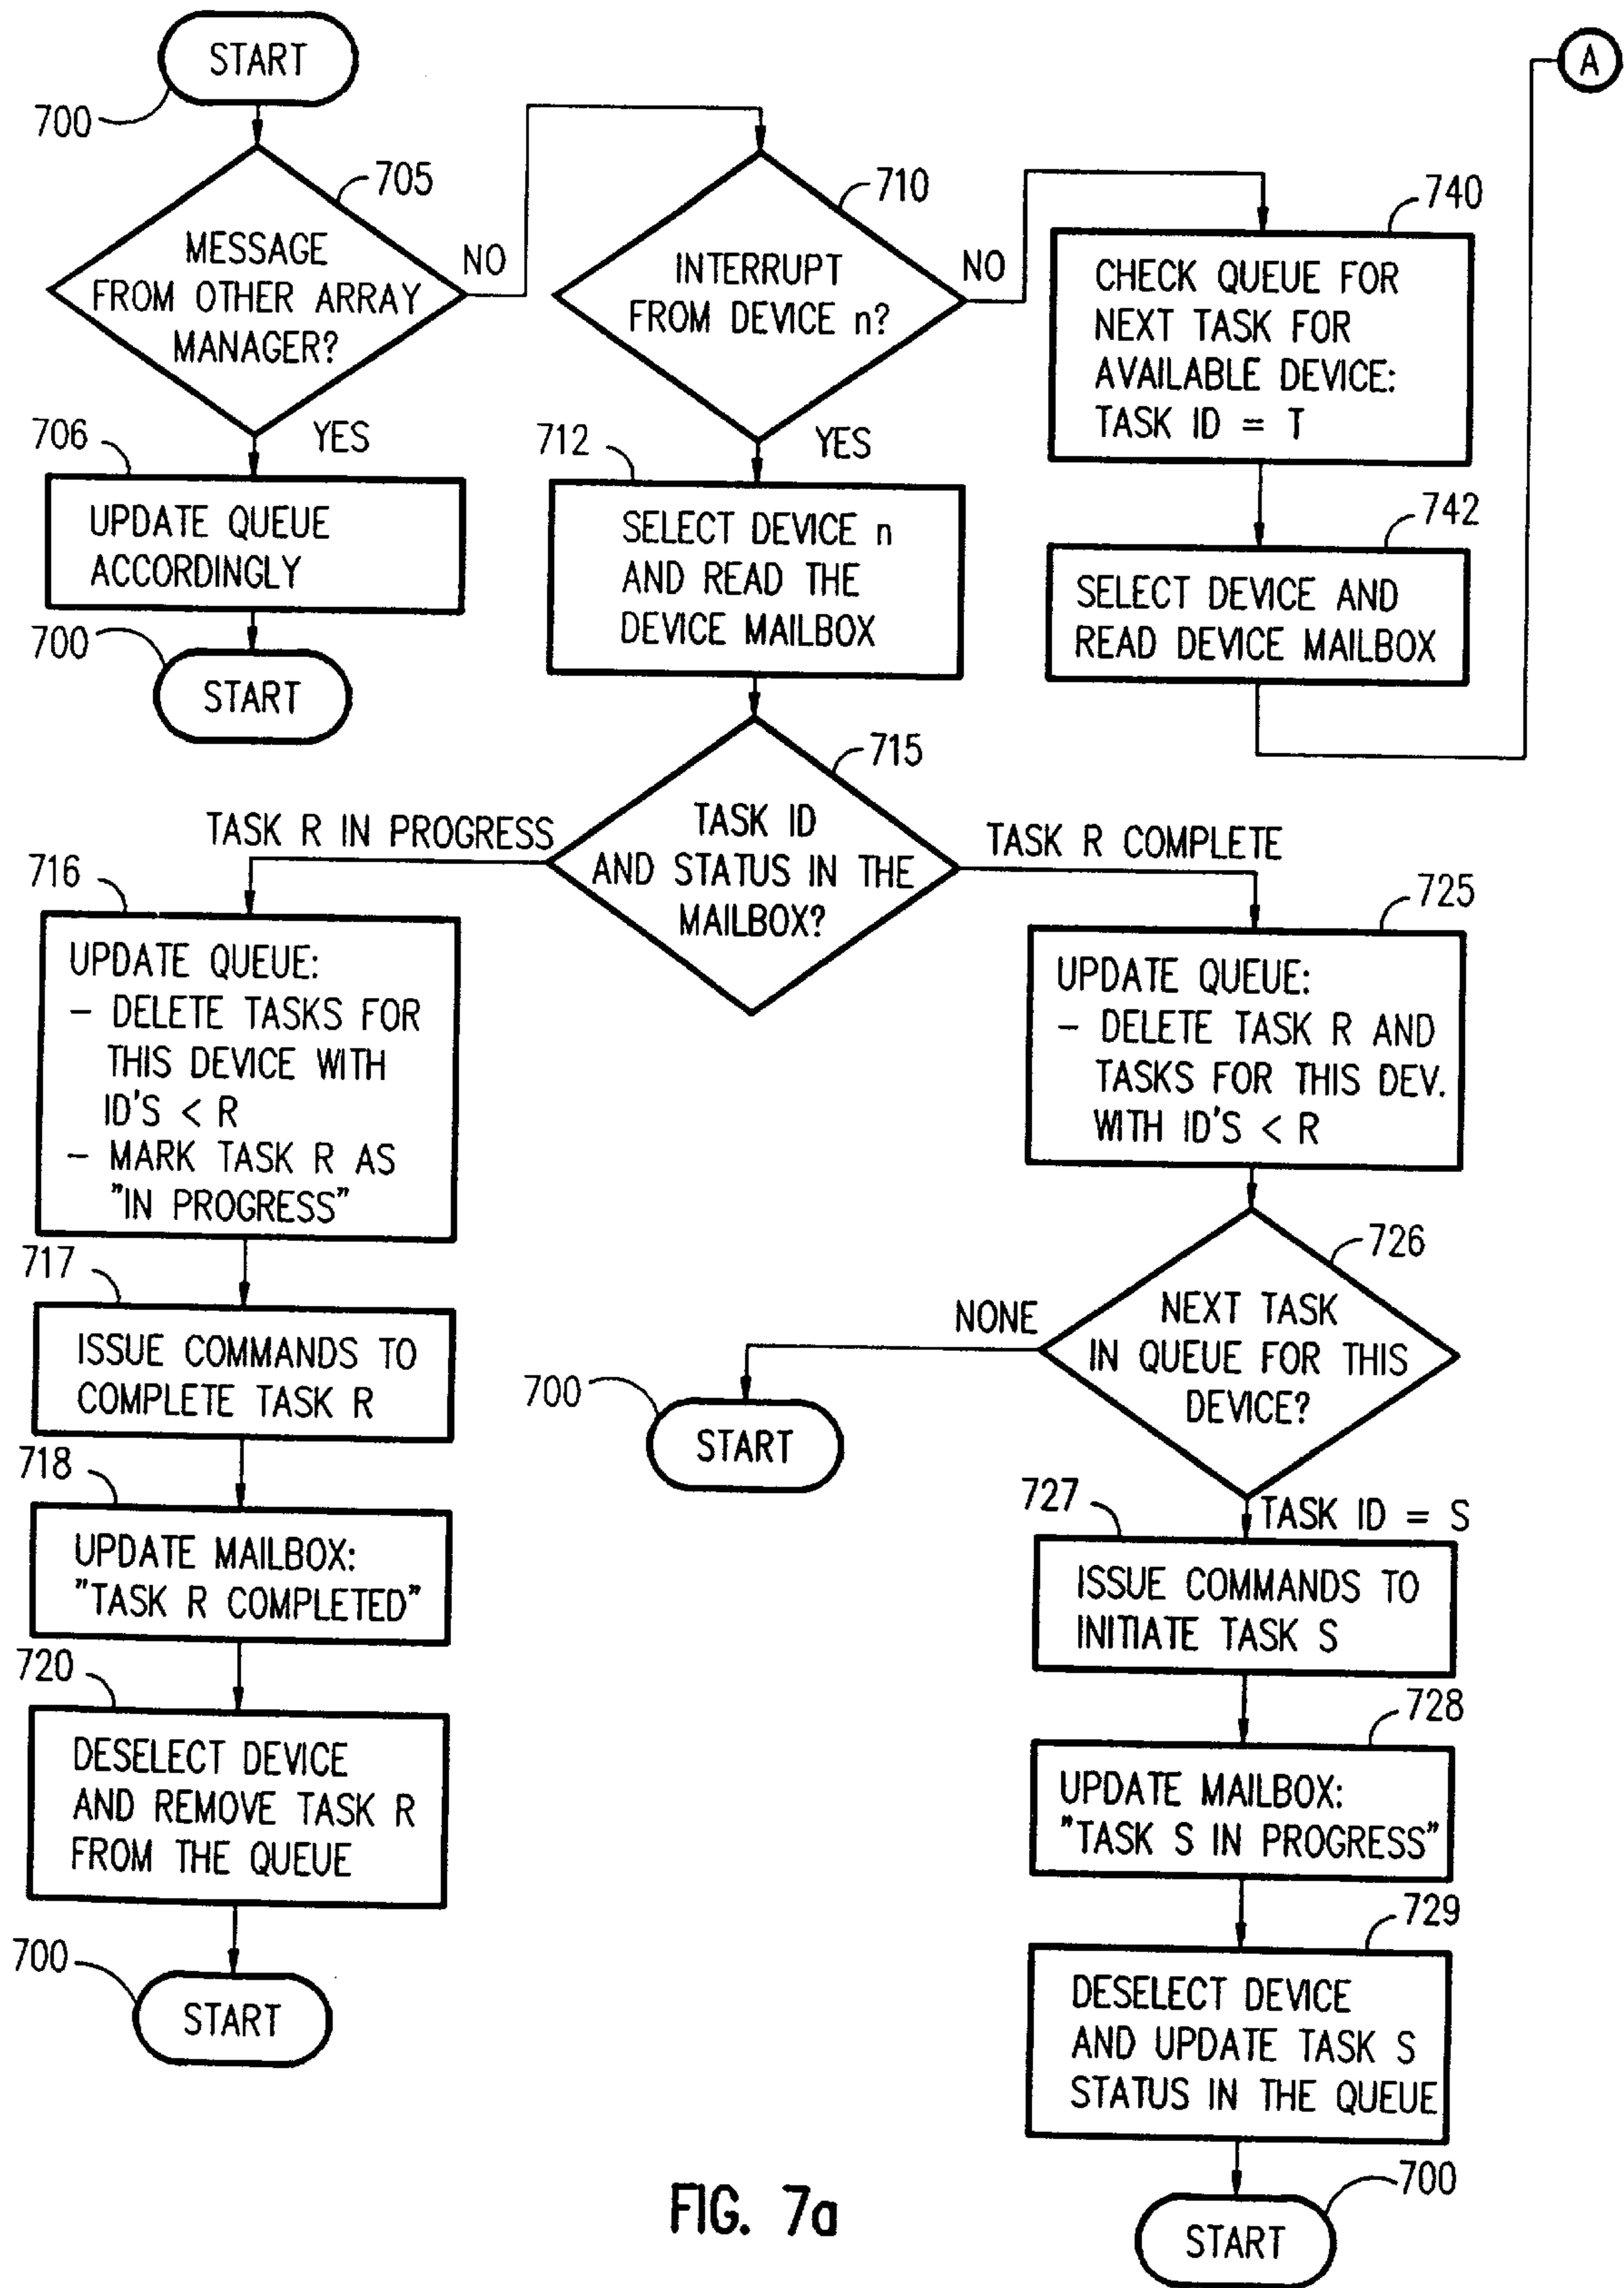 START
700
A
705
MESSAGE
FROM OTHER ARRAY
MANAGER?
NO
YES
706
UPDATE QUEUE
ACCORDINGLY
700
START
710
INTERRUPT
FROM DEVICE n?
NO
YES
712
SELECT DEVICE n
AND READ THE
DEVICE MAILBOX
740
CHECK QUEUE FOR
NEXT TASK FOR
AVAILABLE DEVICE:
TASK ID = T
742
SELECT DEVICE AND
READ DEVICE MAILBOX
715
TASK ID
AND STATUS IN THE
MAILBOX?
TASK R IN PROGRESS
TASK R COMPLETE
716
UPDATE QUEUE:
- DELETE TASKS FOR
THIS DEVICE WITH
ID'S < R
- MARK TASK R AS
"IN PROGRESS"
717
ISSUE COMMANDS TO
COMPLETE TASK R
718
UPDATE MAILBOX:
"TASK R COMPLETED"
720
DESELECT DEVICE
AND REMOVE TASK R
FROM THE QUEUE
700
START
725
UPDATE QUEUE:
- DELETE TASK R AND
TASKS FOR THIS DEV.
WITH ID'S < R
726
NEXT TASK
IN QUEUE FOR THIS
DEVICE?
NONE
700
START
TASK ID = S
727
ISSUE COMMANDS TO
INITIATE TASK S
728
UPDATE MAILBOX:
"TASK S IN PROGRESS"
729
DESELECT DEVICE
AND UPDATE TASK S
STATUS IN THE QUEUE
700
START
FIG. 7a